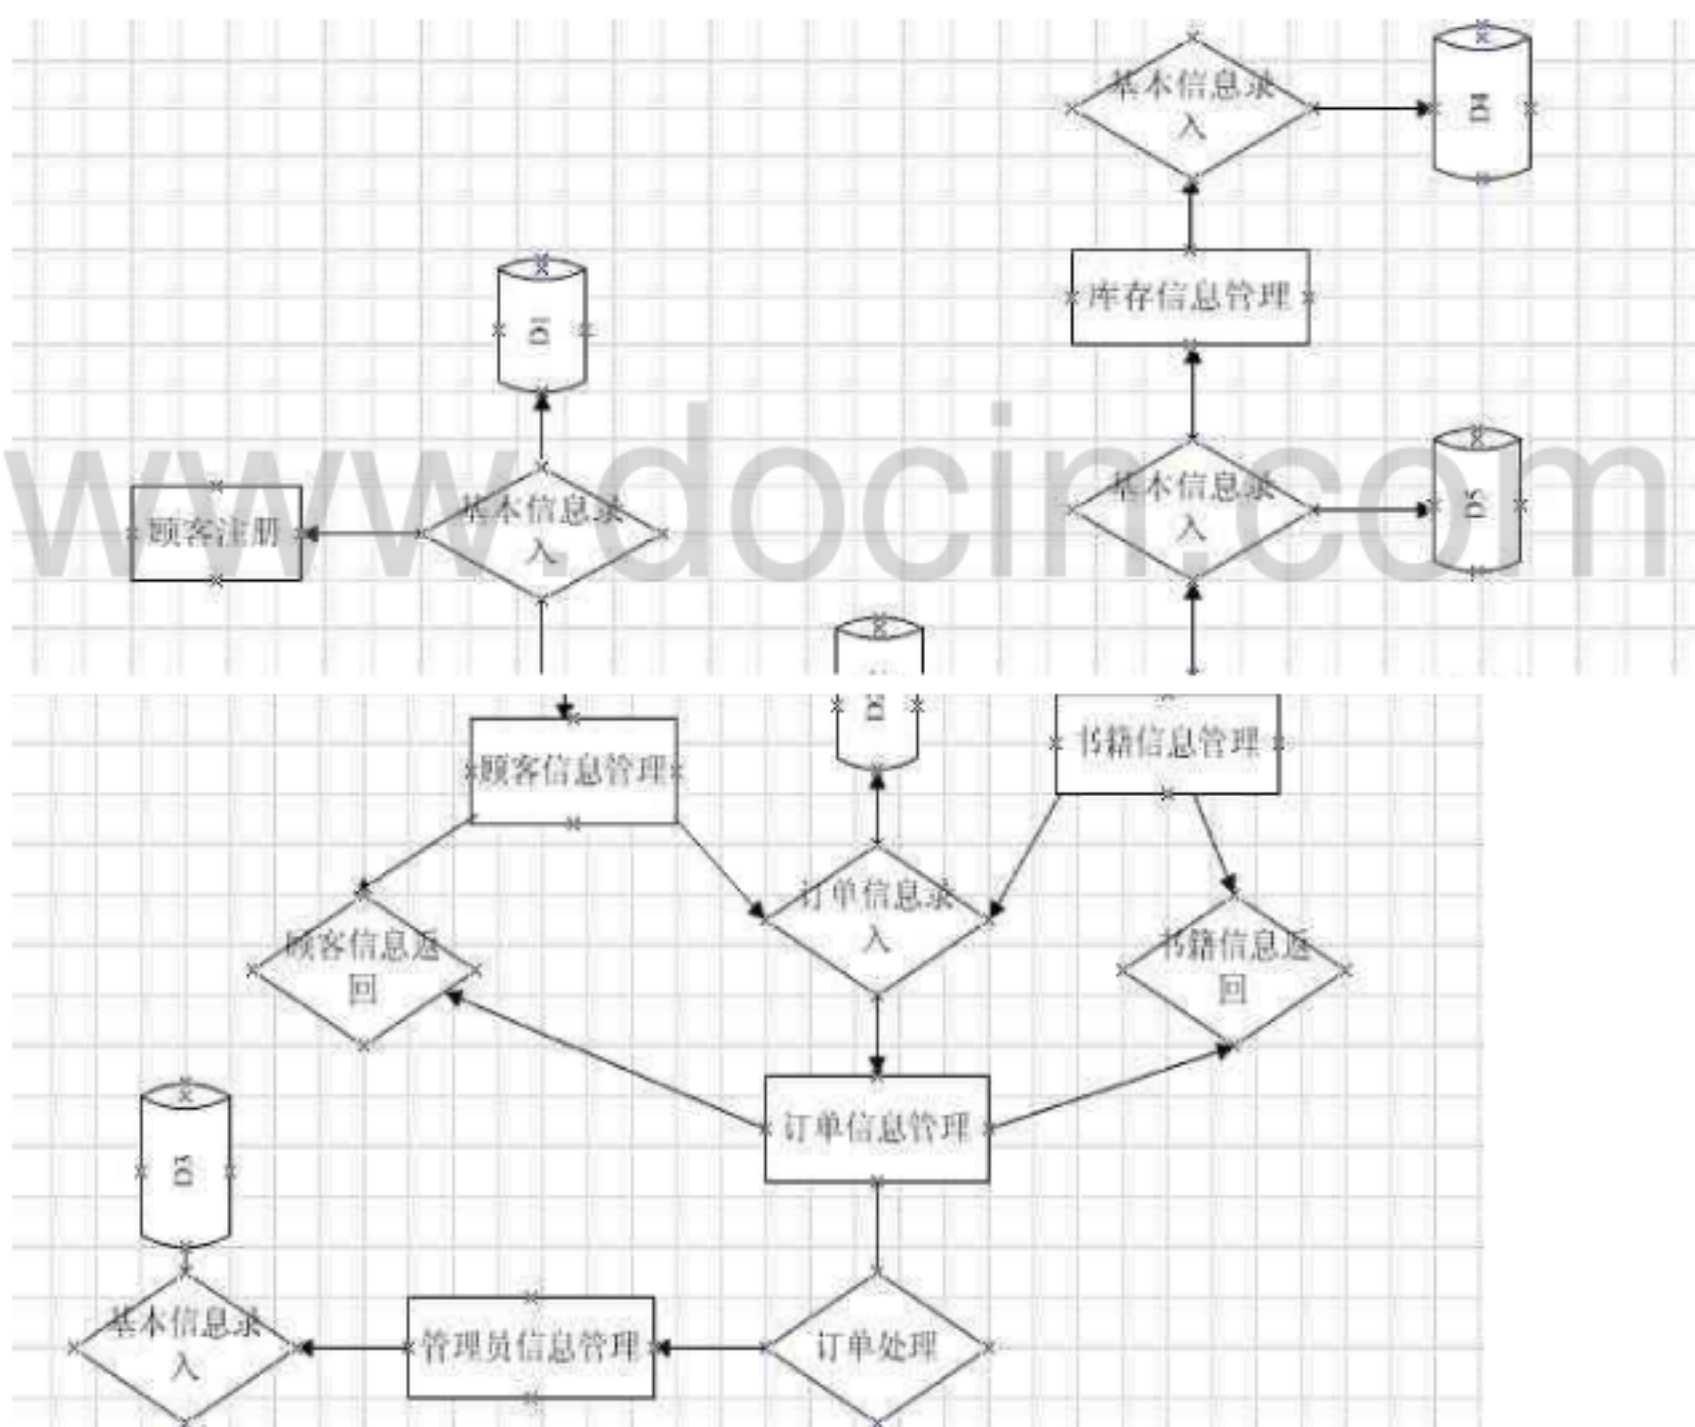 基本信息录
入
D4
库存信息管理
D1
基本信息录
入
D5
顾客注册
基本信息录
入
www.docin.com
书籍信息管理
顾客信息管理
订单信息录
入
顾客信息返
回
书籍信息返
回
订单信息管理
D3
基本信息录
入
管理员信息管理
订单处理